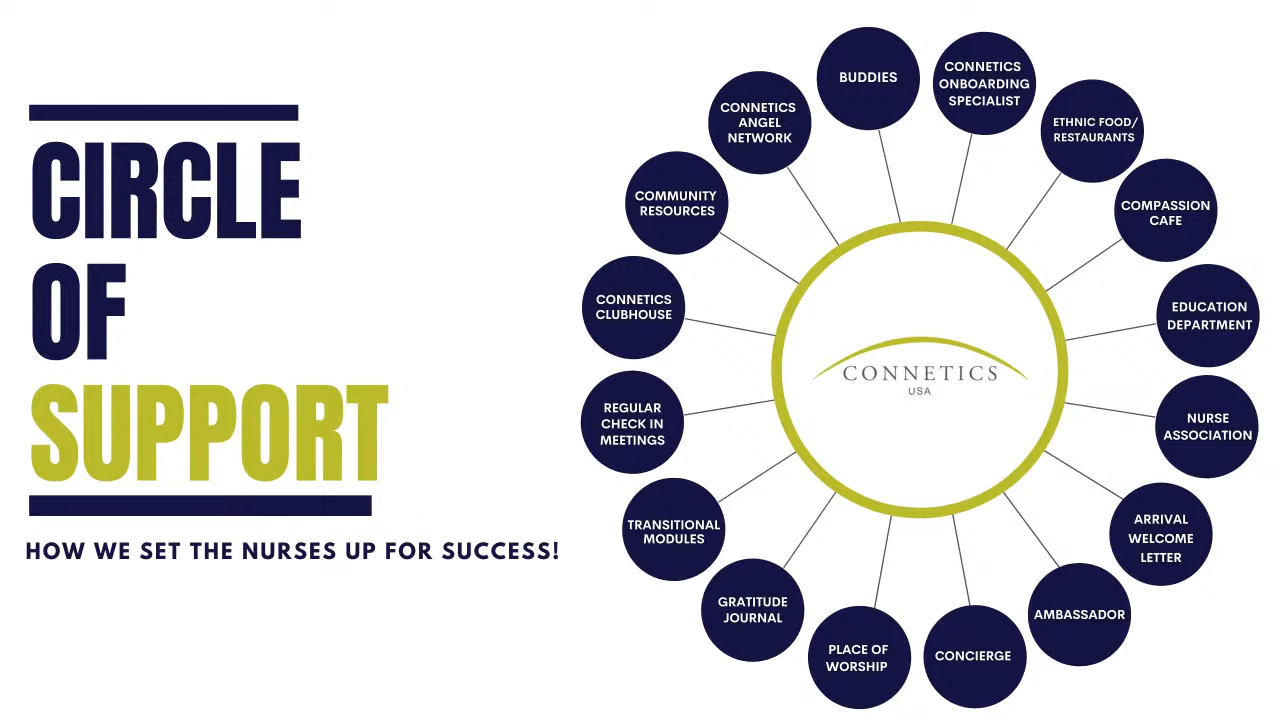 CIRCLE
OF
SUPPORT
HOW WE SET THE NURSES UP FOR SUCCESS!
BUDDIES
CONNETICS
ONBOARDING
SPECIALIST
ETHNIC FOOD/
RESTAURANTS
COMPASSION
CAFE
EDUCATION
DEPARTMENT
NURSE
ASSOCIATION
ARRIVAL
WELCOME
LETTER
AMBASSADOR
CONCIERGE
PLACE OF
WORSHIP
GRATITUDE
JOURNAL
TRANSITIONAL
MODULES
REGULAR
CHECK IN
MEETINGS
CONNETICS
CLUBHOUSE
COMMUNITY
RESOURCES
CONNETICS
ANGEL
NETWORK
CONNETICS
USA